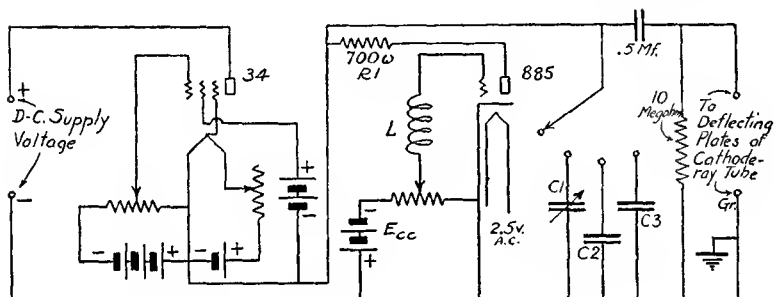 +
D-C. Supply
Voltage
-
34
- +
- +
+
-
700ω
R1
885
L
-
Ecc
+
2.5v.
A.C.
.5 Mf.
C1
C2
C3
10
Megohm
To
Deflecting
Plates of
Cathode-
ray Tube
Gr.